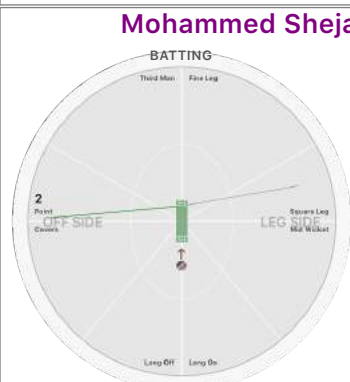 Mohammed Sheja
BATTING
Third Man Fine Leg
2
Point Square Leg
OFF SIDE LEG SIDE
Covers Mid Wicket
Long Off Long On